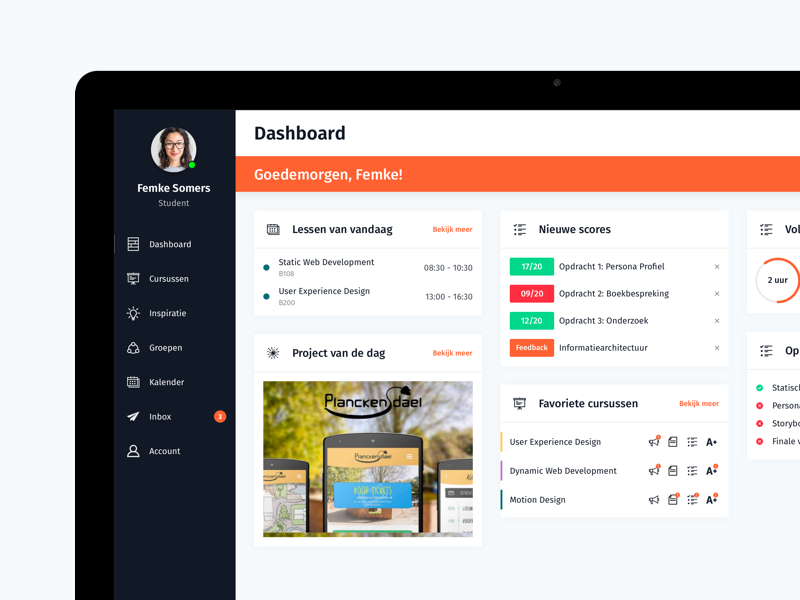 Dashboard
Goedemorgen, Femke!
Femke Somers
Student
Dashboard
Cursussen
Inspiratie
Groepen
Kalender
Inbox
3
Account
Lessen van vandaag
Bekijk meer
Static Web Development
B108
08:30 - 10:30
User Experience Design
B200
13:00 - 16:30
Project van de dag
Bekijk meer
Planckendael
Planckendael
KOOP TICKETS
Nieuwe scores
17/20 Opdracht 1: Persona Profiel ×
09/20 Opdracht 2: Boekbespreking ×
12/20 Opdracht 3: Onderzoek ×
Feedback Informatiearchitectuur ×
Favoriete cursussen
Bekijk meer
User Experience Design A+
Dynamic Web Development A+
Motion Design A+
Vol
2 uur
Op
Statisch
Persona
Storybo
Finale v